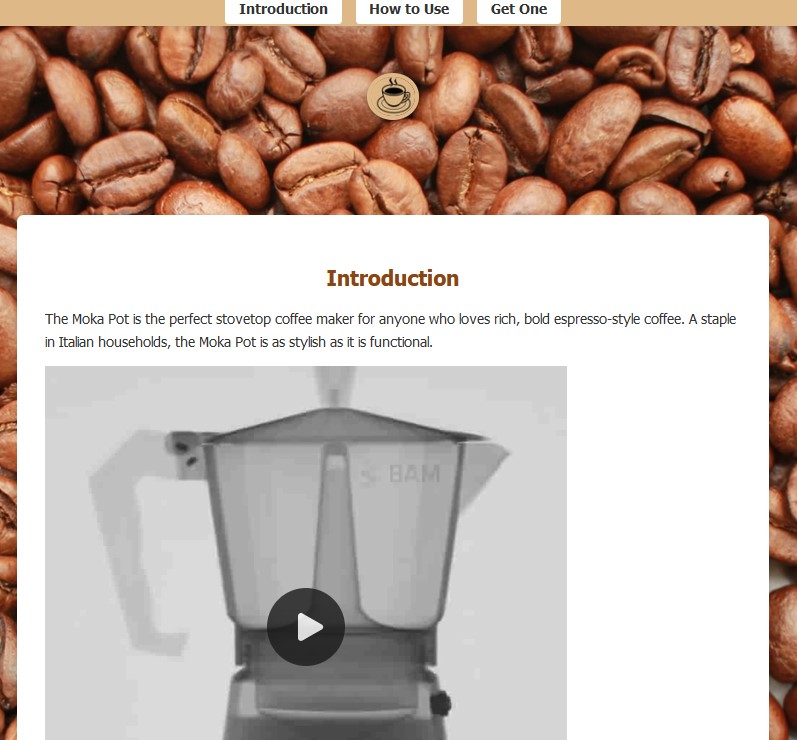 Introduction
How to Use
Get One
Introduction
The Moka Pot is the perfect stovetop coffee maker for anyone who loves rich, bold espresso-style coffee. A staple
in Italian households, the Moka Pot is as stylish as it is functional.
BAM